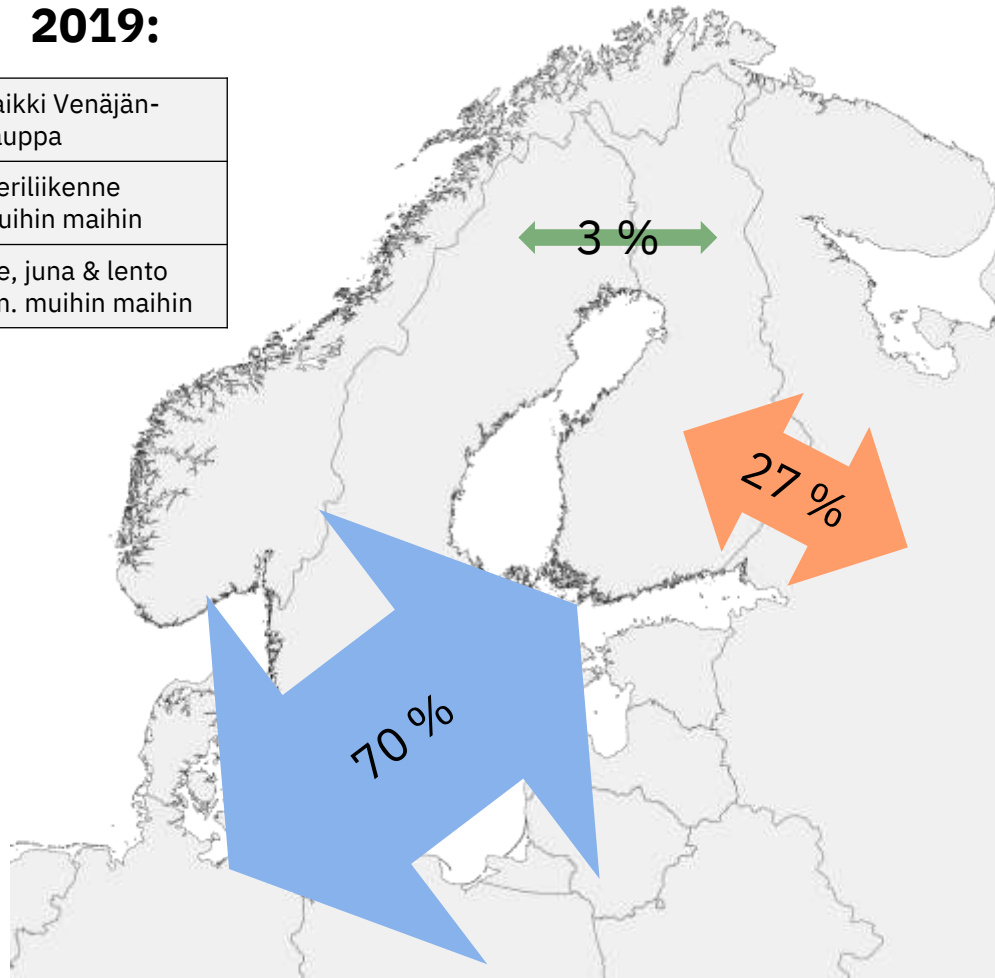 2019:
aikki Venäjän-
auppa
eriliikenne
uihin maihin
e, juna & lento
n. muihin maihin
3 %
27 %
70 %